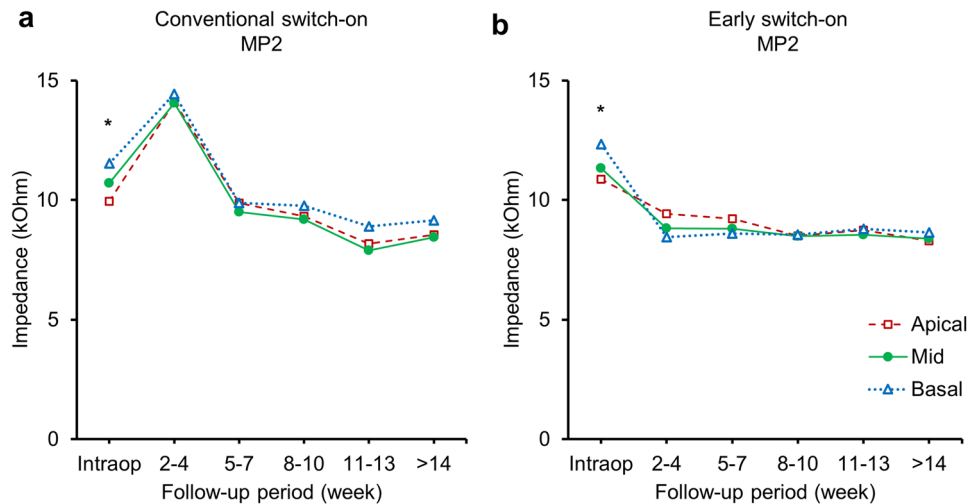 a
Conventional switch-on
MP2
Impedance (kOhm)
15
10
5
0
*
Intraop 2-4 5-7 8-10 11-13 >14
Follow-up period (week)
b
Early switch-on
MP2
Impedance (kOhm)
15
10
5
0
*
Apical
Mid
Basal
Intraop 2-4 5-7 8-10 11-13 >14
Follow-up period (week)